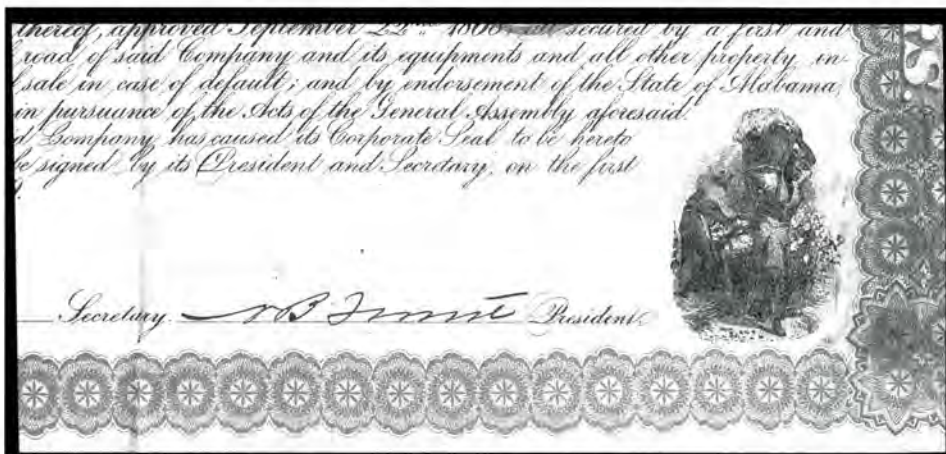 thereof, approved September 22nd 1868 secured by a first and
road of said Company and its equipments and all other property in-
sale in case of default; and by endorsement of the State of Alabama
in pursuance of the Acts of the General Assembly aforesaid.
d Company has caused its Corporate Seal to be hereto
be signed by its President and Secretary, on the first
Secretary. N B Forrest President.